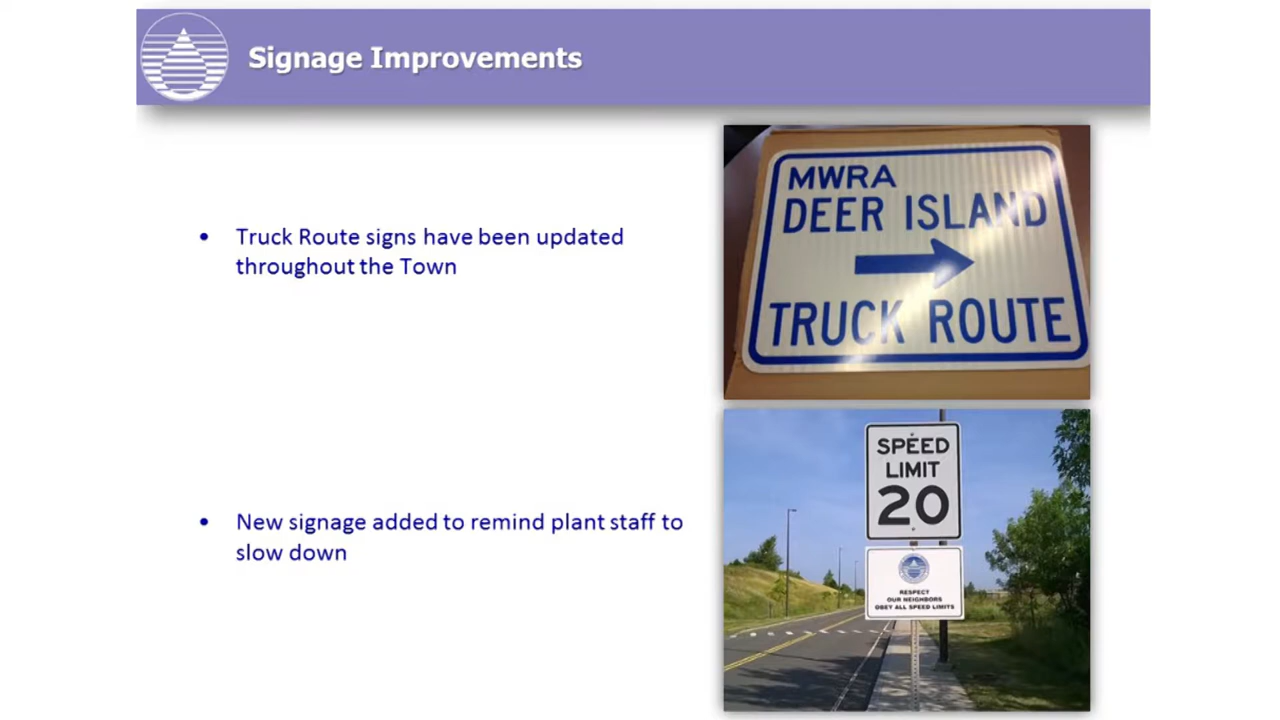 Signage Improvements
• Truck Route signs have been updated
throughout the Town
MWRA
DEER ISLAND
TRUCK ROUTE
• New signage added to remind plant staff to
slow down
SPEED
LIMIT
20
RESPECT
OUR NEIGHBORS
OBEY ALL SPEED LIMITS